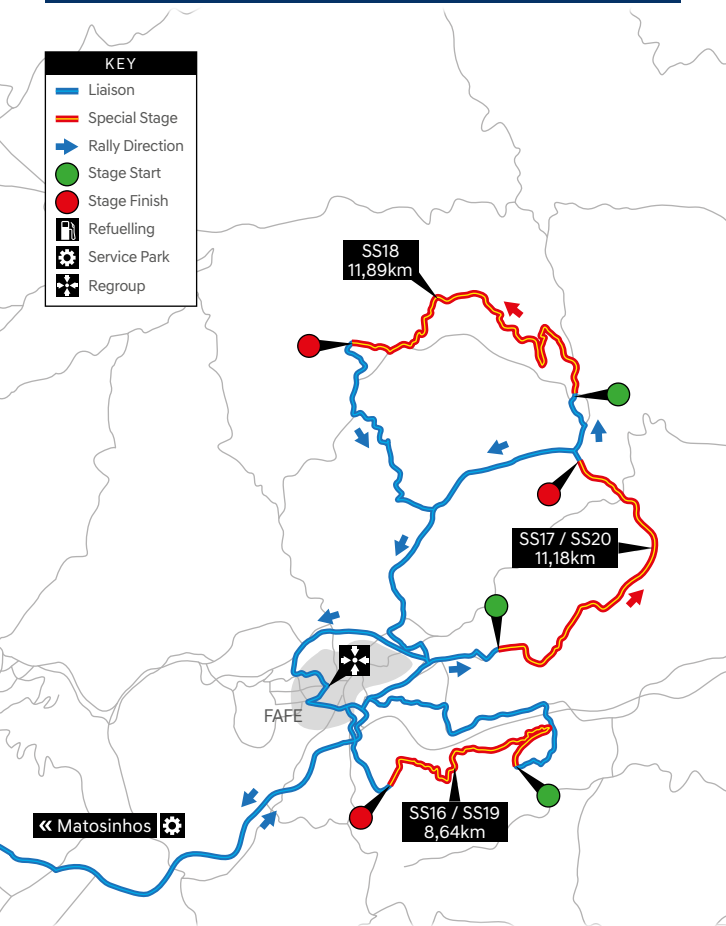 KEY
Liaison
Special Stage
Rally Direction
Stage Start
Stage Finish
Refuelling
Service Park
Regroup
SS18
11,89km
SS17 / SS20
11,18km
FAFE
SS16 / SS19
8,64km
« Matosinhos